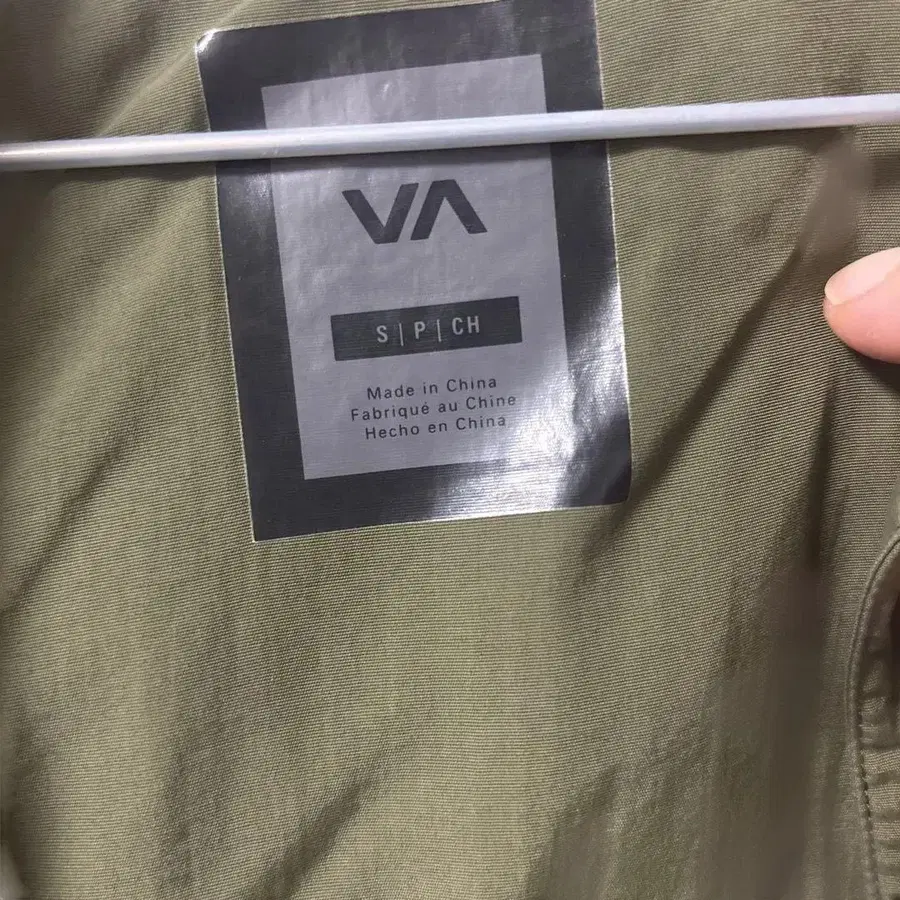 VA
S | P | CH
Made in China
Fabriqué au Chine
Hecho en China